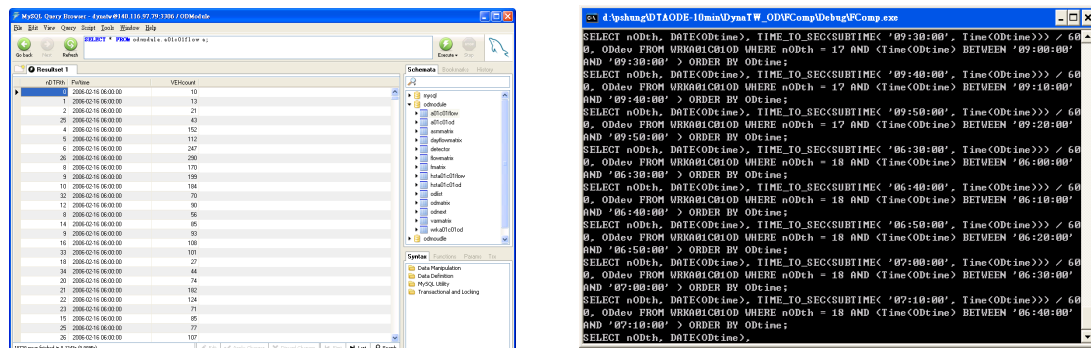 MySQL Query Browser - dynatw@140.116.97.79:3306 / ODModule
File Edit View Query Script Tools Window Help
SELECT * FROM odmodule.a01c01flow a;
Go back Next Refresh Execute Stop
Resultset 1
nDTRth FWtime VEHcount
0 2006-02-16 06:00:00 10
1 2006-02-16 06:00:00 13
2 2006-02-16 06:00:00 21
25 2006-02-16 06:00:00 43
4 2006-02-16 06:00:00 152
5 2006-02-16 06:00:00 112
6 2006-02-16 06:00:00 247
26 2006-02-16 06:00:00 290
8 2006-02-16 06:00:00 170
9 2006-02-16 06:00:00 199
10 2006-02-16 06:00:00 184
32 2006-02-16 06:00:00 70
12 2006-02-16 06:00:00 90
8 2006-02-16 06:00:00 56
14 2006-02-16 06:00:00 85
9 2006-02-16 06:00:00 93
16 2006-02-16 06:00:00 108
33 2006-02-16 06:00:00 101
18 2006-02-16 06:00:00 27
34 2006-02-16 06:00:00 44
20 2006-02-16 06:00:00 74
21 2006-02-16 06:00:00 182
22 2006-02-16 06:00:00 124
23 2006-02-16 06:00:00 71
15 2006-02-16 06:00:00 85
25 2006-02-16 06:00:00 77
26 2006-02-16 06:00:00 107
Schemata Bookmarks History
mysql
odmodule
a01c01flow
a01c01od
asmmatrix
dayflowmatrix
detector
flowmatrix
fmatrix
hsta01c01flow
hsta01c01od
odlist
odmatrix
odnext
varmatrix
wrka01c01od
odmoudle
Syntax Functions Params Trx
Data Manipulation
Data Definition
MySQL Utility
Transactional and Locking
d:\pshung\DTAODE-10min\DynaTW_OD\FComp\Debug\FComp.exe
SELECT nODth, DATE(ODtime), TIME_TO_SEC(SUBTIME( '09:30:00', Time(ODtime))) / 60
0, ODdev FROM WRKA01C01OD WHERE nODth = 17 AND (Time(ODtime) BETWEEN '09:00:00'
AND '09:30:00' ) ORDER BY ODtime;
SELECT nODth, DATE(ODtime), TIME_TO_SEC(SUBTIME( '09:40:00', Time(ODtime))) / 60
0, ODdev FROM WRKA01C01OD WHERE nODth = 17 AND (Time(ODtime) BETWEEN '09:10:00'
AND '09:40:00' ) ORDER BY ODtime;
SELECT nODth, DATE(ODtime), TIME_TO_SEC(SUBTIME( '09:50:00', Time(ODtime))) / 60
0, ODdev FROM WRKA01C01OD WHERE nODth = 17 AND (Time(ODtime) BETWEEN '09:20:00'
AND '09:50:00' ) ORDER BY ODtime;
SELECT nODth, DATE(ODtime), TIME_TO_SEC(SUBTIME( '06:30:00', Time(ODtime))) / 60
0, ODdev FROM WRKA01C01OD WHERE nODth = 18 AND (Time(ODtime) BETWEEN '06:00:00'
AND '06:30:00' ) ORDER BY ODtime;
SELECT nODth, DATE(ODtime), TIME_TO_SEC(SUBTIME( '06:40:00', Time(ODtime))) / 60
0, ODdev FROM WRKA01C01OD WHERE nODth = 18 AND (Time(ODtime) BETWEEN '06:10:00'
AND '06:40:00' ) ORDER BY ODtime;
SELECT nODth, DATE(ODtime), TIME_TO_SEC(SUBTIME( '06:50:00', Time(ODtime))) / 60
0, ODdev FROM WRKA01C01OD WHERE nODth = 18 AND (Time(ODtime) BETWEEN '06:20:00'
AND '06:50:00' ) ORDER BY ODtime;
SELECT nODth, DATE(ODtime), TIME_TO_SEC(SUBTIME( '07:00:00', Time(ODtime))) / 60
0, ODdev FROM WRKA01C01OD WHERE nODth = 18 AND (Time(ODtime) BETWEEN '06:30:00'
AND '07:00:00' ) ORDER BY ODtime;
SELECT nODth, DATE(ODtime), TIME_TO_SEC(SUBTIME( '07:10:00', Time(ODtime))) / 60
0, ODdev FROM WRKA01C01OD WHERE nODth = 18 AND (Time(ODtime) BETWEEN '06:40:00'
AND '07:10:00' ) ORDER BY ODtime;
SELECT nODth, DATE(ODtime),